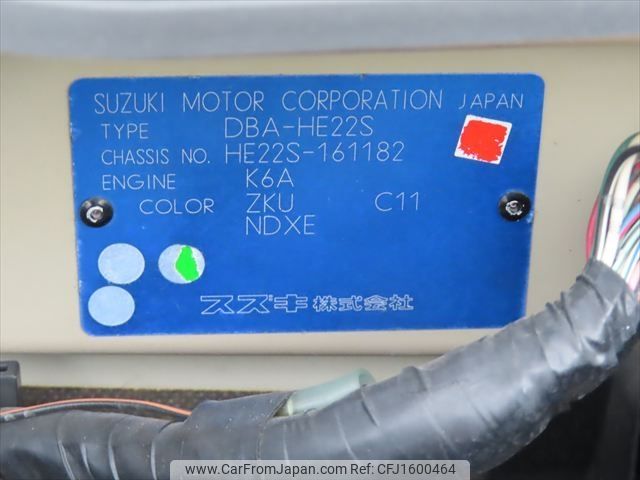 SUZUKI MOTOR CORPORATION JAPAN
TYPE DBA-HE22S
CHASSIS NO. HE22S-161182
ENGINE K6A
COLOR ZKU C11
NDXE
スズキ株式会社
www.CarFromJapan.com CFJ1600464